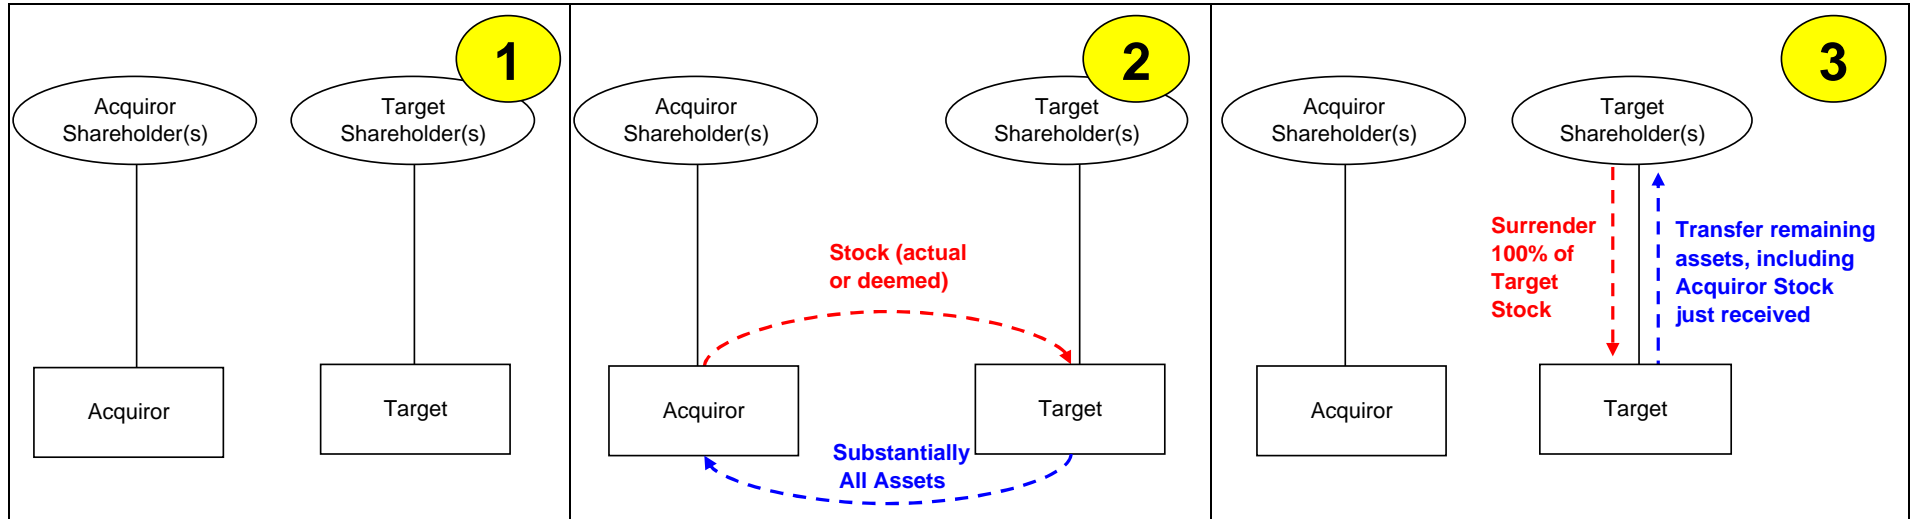 1
Acquiror
Shareholder(s)
Target
Shareholder(s)
Acquiror
Target
2
Acquiror
Shareholder(s)
Target
Shareholder(s)
Stock (actual
or deemed)
Acquiror
Target
Substantially
All Assets
3
Acquiror
Shareholder(s)
Target
Shareholder(s)
Surrender
100% of
Target
Stock
Transfer remaining
assets, including
Acquiror Stock
just received
Acquiror
Target